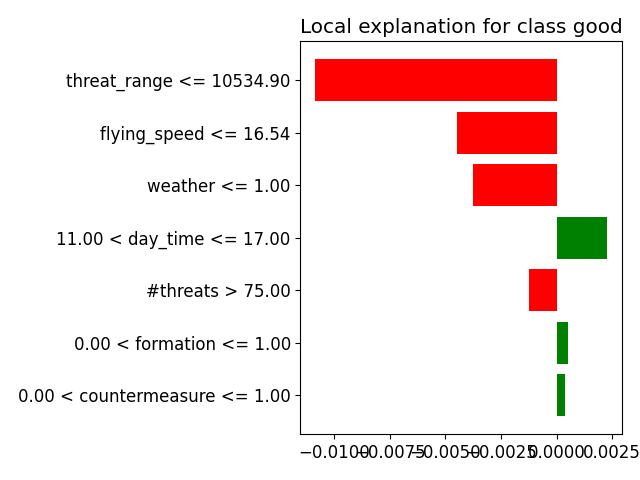 Local explanation for class good
threat_range <= 10534.90
flying_speed <= 16.54
weather <= 1.00
11.00 < day_time <= 17.00
#threats > 75.00
0.00 < formation <= 1.00
0.00 < countermeasure <= 1.00
−0.0100 −0.0075 −0.0050 −0.0025 0.0000 0.0025